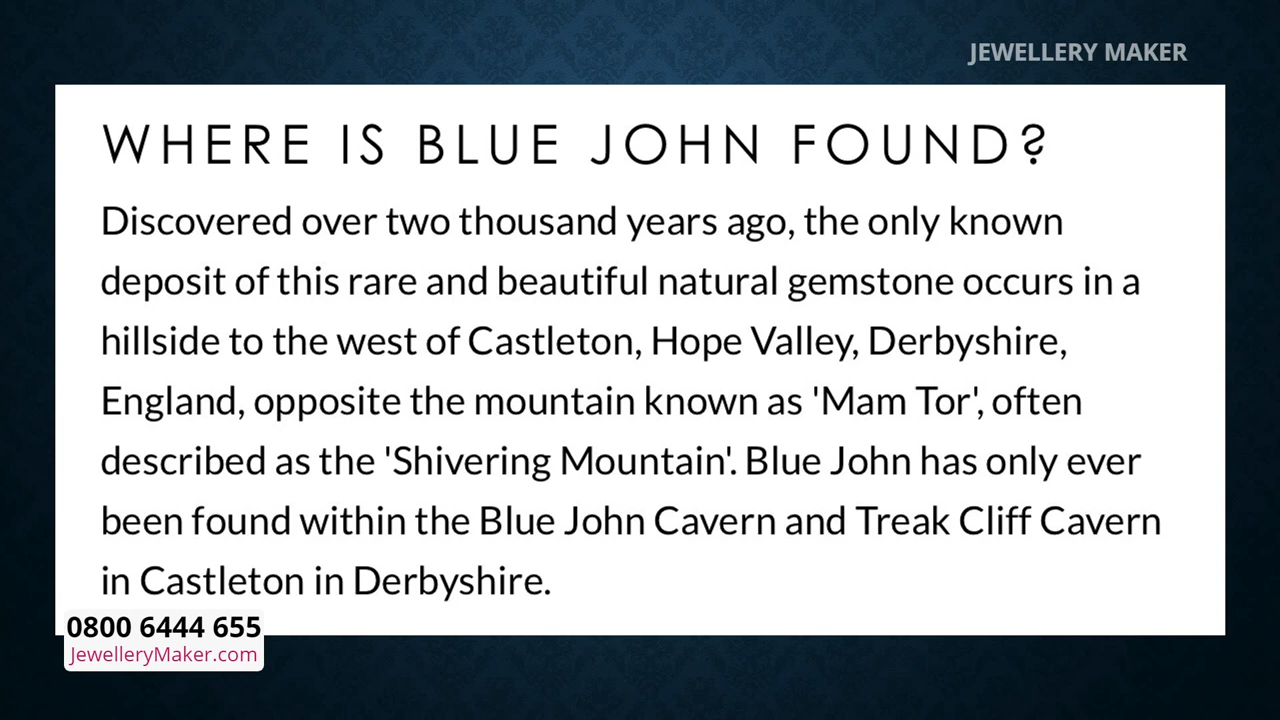 JEWELLERY MAKER
WHERE IS BLUE JOHN FOUND?
Discovered over two thousand years ago, the only known
deposit of this rare and beautiful natural gemstone occurs in a
hillside to the west of Castleton, Hope Valley, Derbyshire,
England, opposite the mountain known as 'Mam Tor', often
described as the 'Shivering Mountain'. Blue John has only ever
been found within the Blue John Cavern and Treak Cliff Cavern
in Castleton in Derbyshire.
0800 6444 655
JewelleryMaker.com